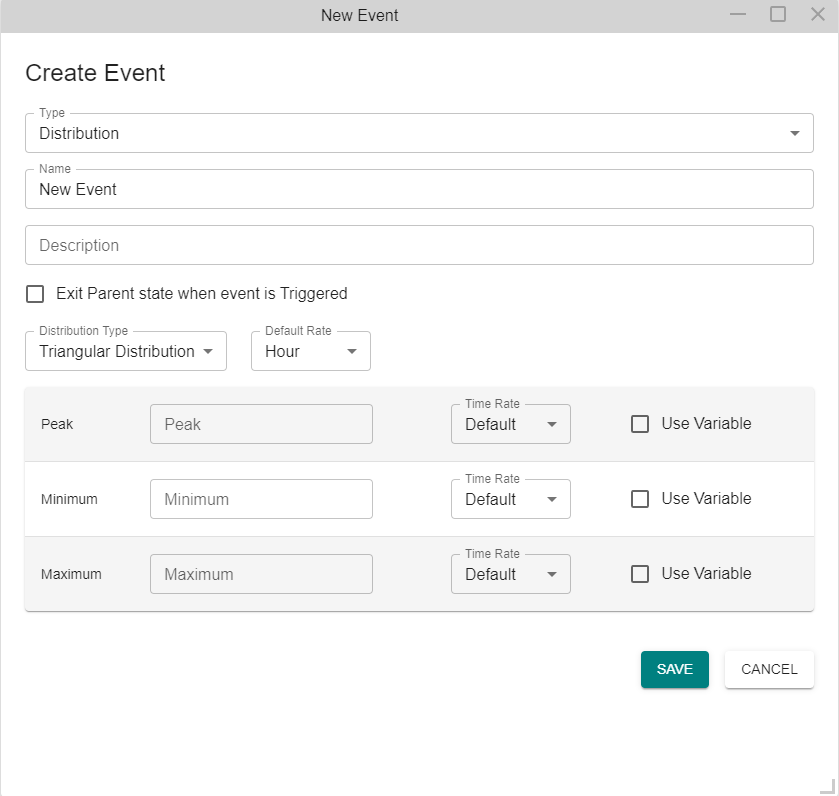 New Event
Create Event
Type
Distribution
Name
New Event
Description
Exit Parent state when event is Triggered
Distribution Type
Default Rate
Triangular Distribution
Hour
Time Rate
Peak
Peak
Default
Use Variable
Time Rate
Minimum
Minimum
Default
Use Variable
Time Rate
Maximum
Maximum
Default
Use Variable
SAVE
CANCEL